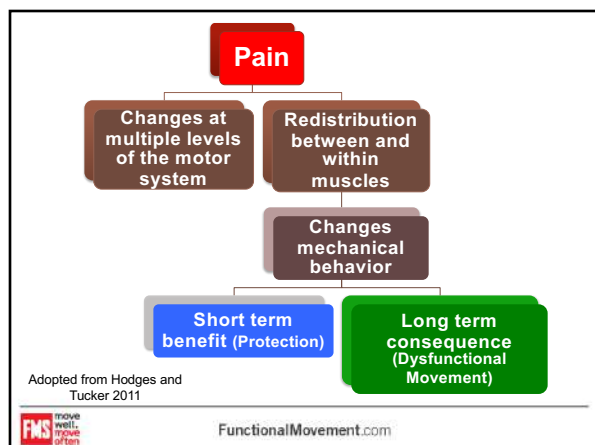 Pain
Changes at
multiple levels
of the motor
system
Redistribution
between and
within
muscles
Changes
mechanical
behavior
Short term
benefit (Protection)
Long term
consequence
(Dysfunctional
Movement)
Adopted from Hodges and
Tucker 2011
FMS
move
well.
move
often
FunctionalMovement.com